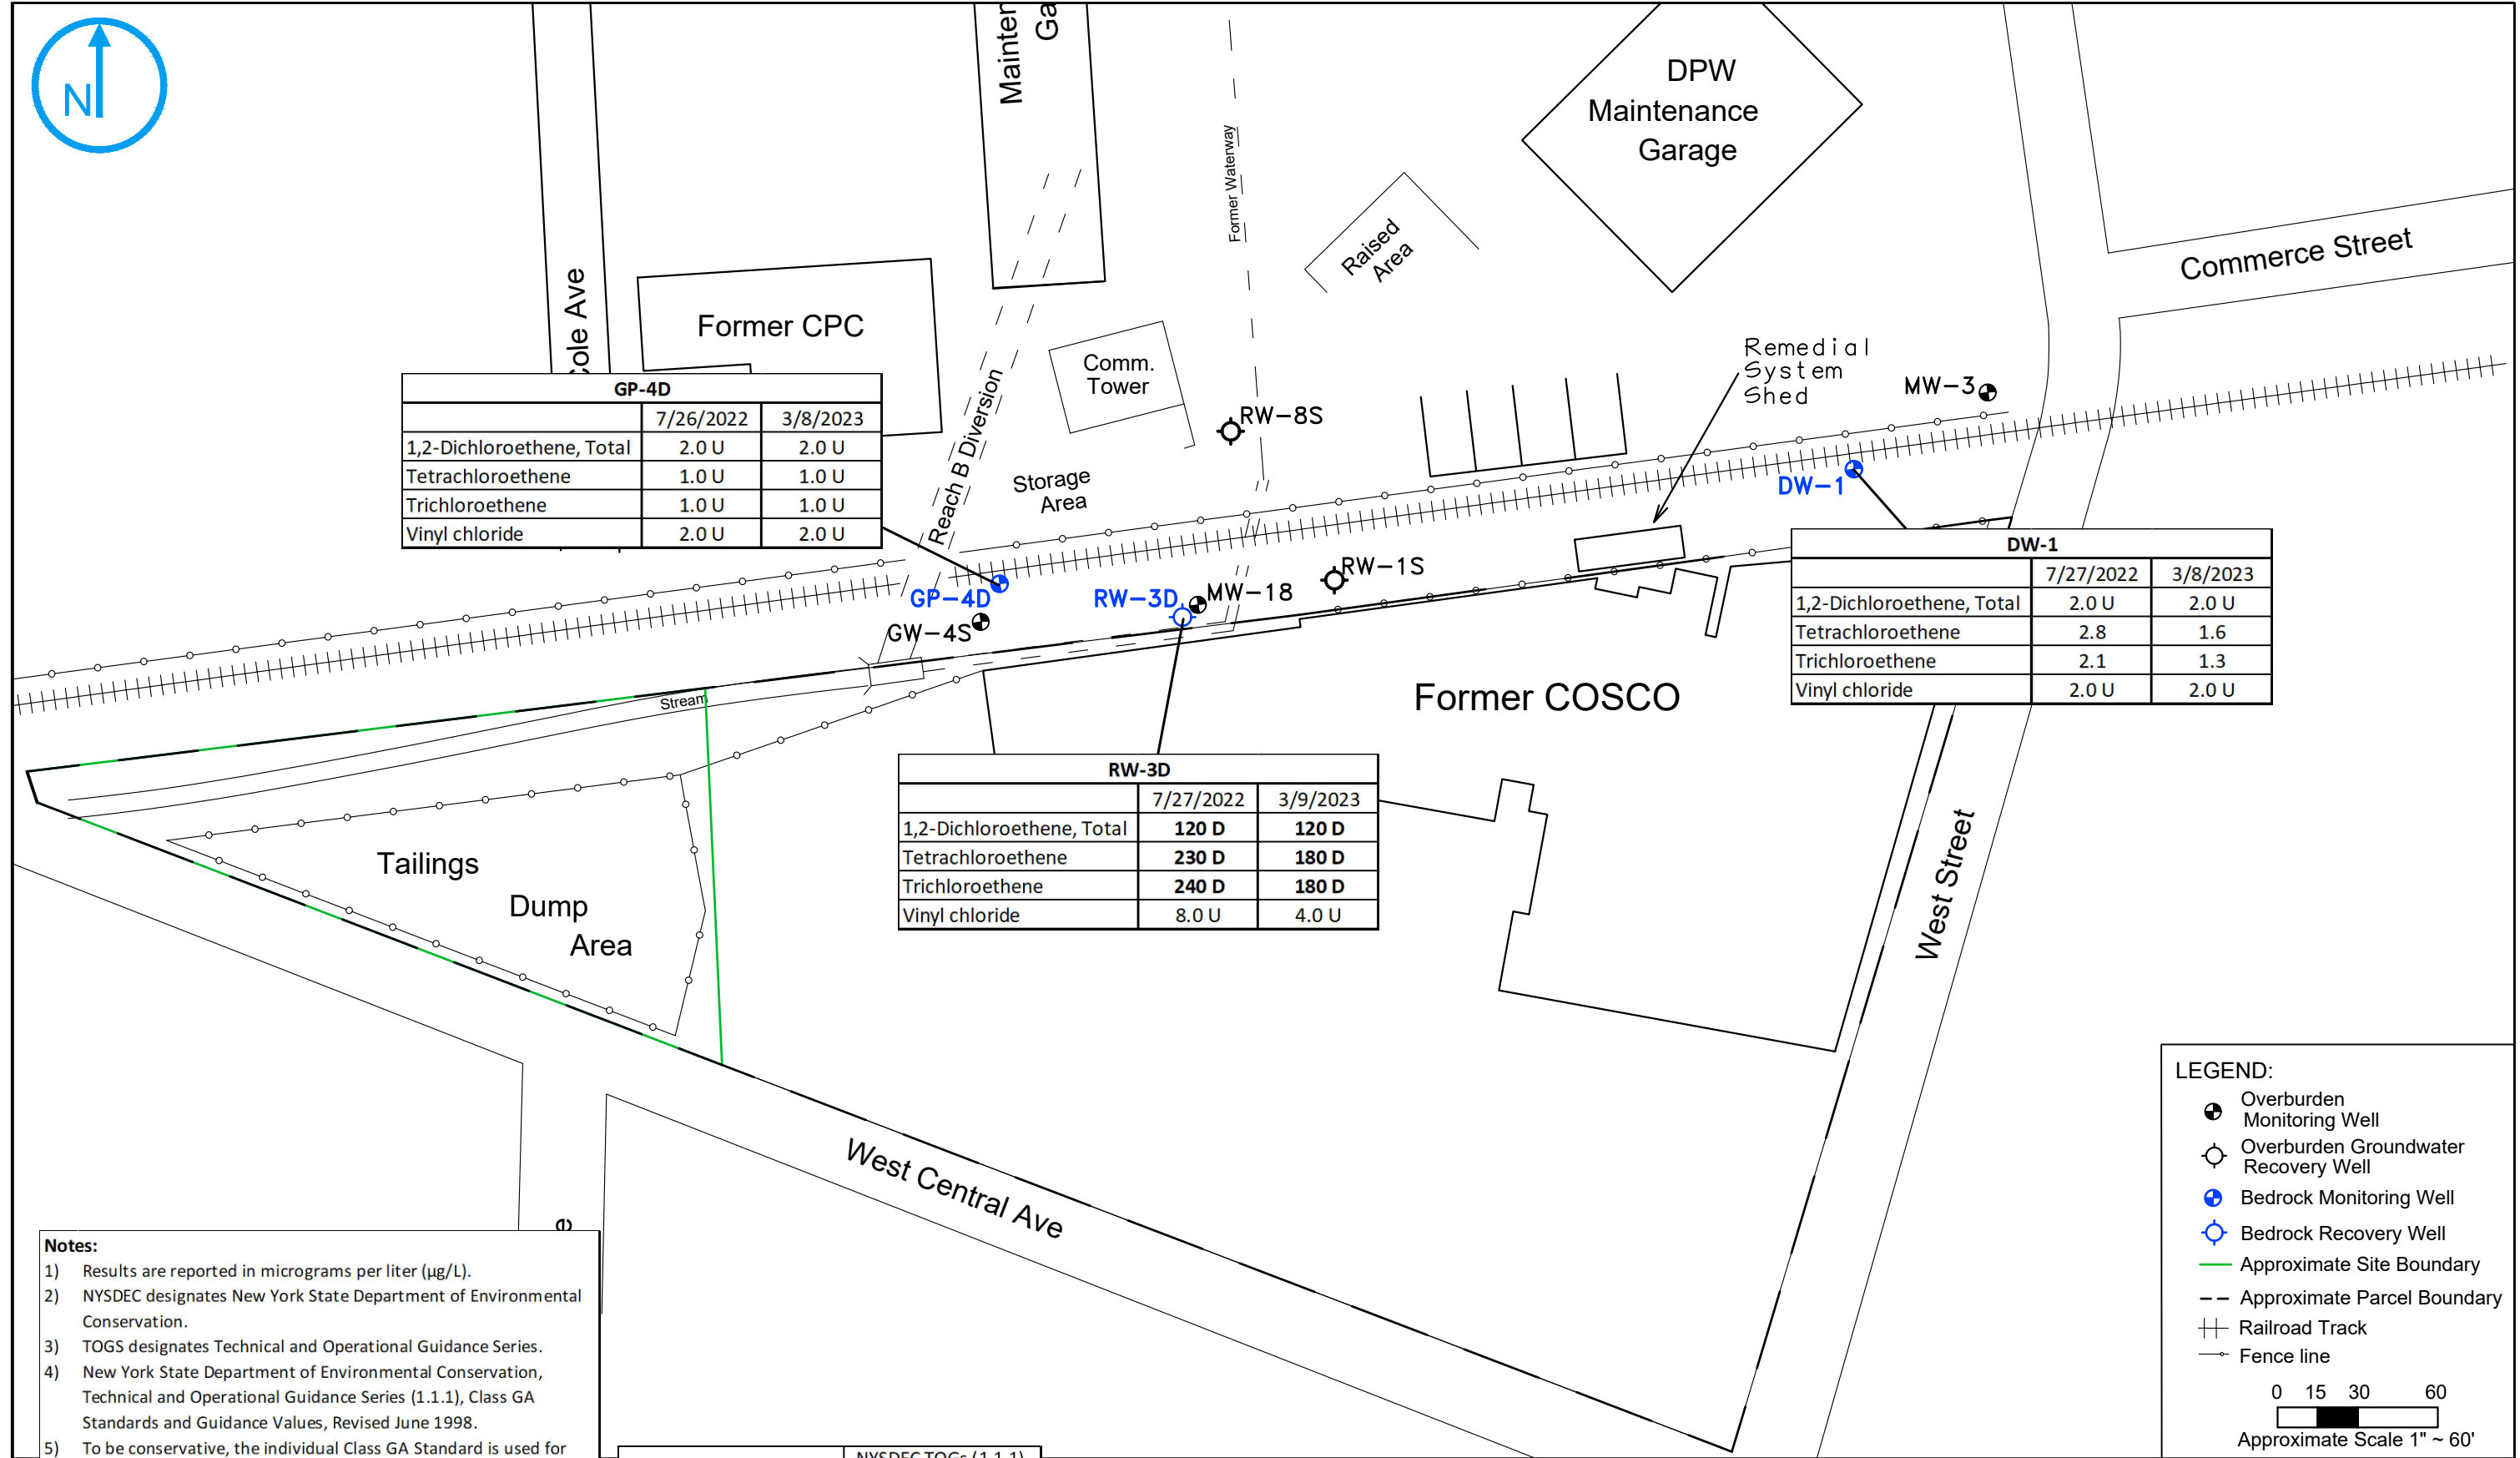 N
Mainten
Ga
DPW
Maintenance
Garage
Former Waterway
Raised
Area
Commerce Street
cole Ave
Former CPC
Comm.
Tower
Remedial
System
Shed
MW-3
RW-8S
Reach B Diversion
Storage
Area
GP-4D
7/26/2022 3/8/2023
1,2-Dichloroethene, Total 2.0 U 2.0 U
Tetrachloroethene 1.0 U 1.0 U
Trichloroethene 1.0 U 1.0 U
Vinyl chloride 2.0 U 2.0 U
DW-1
GP-4D
RW-3D
MW-18
RW-1S
GW-4S
DW-1
7/27/2022 3/8/2023
1,2-Dichloroethene, Total 2.0 U 2.0 U
Tetrachloroethene 2.8 1.6
Trichloroethene 2.1 1.3
Vinyl chloride 2.0 U 2.0 U
Stream
Former COSCO
RW-3D
7/27/2022 3/9/2023
1,2-Dichloroethene, Total 120 D 120 D
Tetrachloroethene 230 D 180 D
Trichloroethene 240 D 180 D
Vinyl chloride 8.0 U 4.0 U
Tailings
Dump
Area
West Street
West Central Ave
e
Notes:
1) Results are reported in micrograms per liter (µg/L).
2) NYSDEC designates New York State Department of Environmental
Conservation.
3) TOGS designates Technical and Operational Guidance Series.
4) New York State Department of Environmental Conservation,
Technical and Operational Guidance Series (1.1.1), Class GA
Standards and Guidance Values, Revised June 1998.
5) To be conservative, the individual Class GA Standard is used for
NYSDEC TOGs (1.1.1)
LEGEND:
Overburden
Monitoring Well
Overburden Groundwater
Recovery Well
Bedrock Monitoring Well
Bedrock Recovery Well
Approximate Site Boundary
Approximate Parcel Boundary
Railroad Track
Fence line
0 15 30 60
Approximate Scale 1" ~ 60'